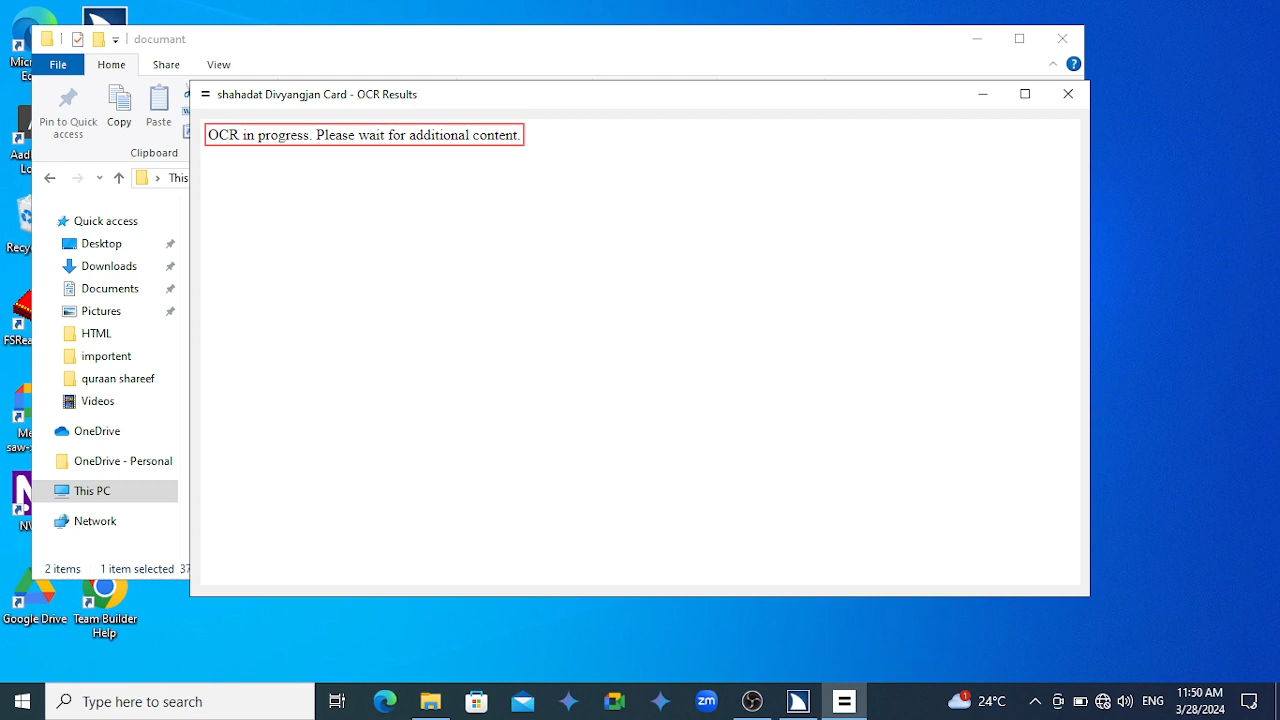 documant
File
Home
Share
View
Pin to Quick
access
Copy
Paste
Clipboard
This
shahadat Divyangjan Card - OCR Results
OCR in progress. Please wait for additional content.
Quick access
Desktop
Downloads
Documents
Pictures
HTML
importent
quraan shareef
Videos
OneDrive
OneDrive - Personal
This PC
Network
2 items
1 item selected
Google Drive
Team Builder
Help
Type here to search
24°C
ENG
11:50 AM
3/28/2024